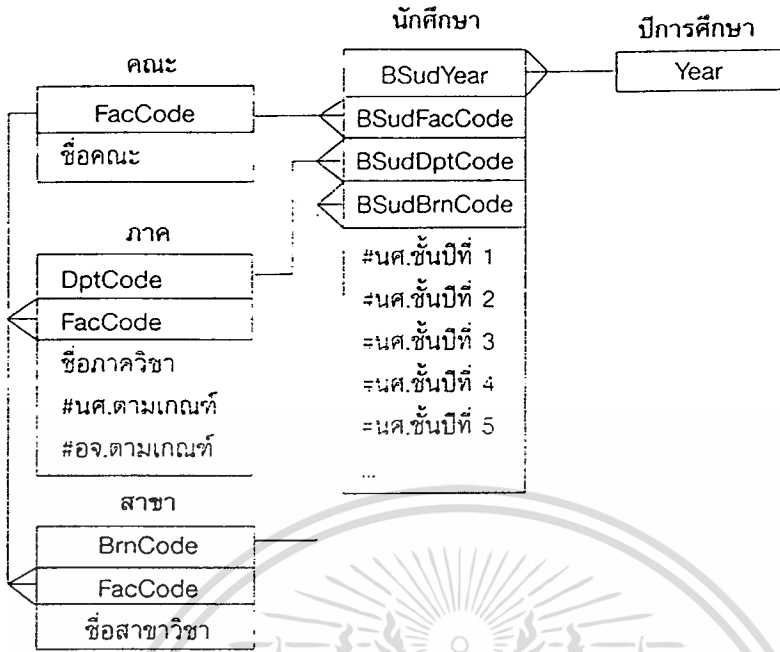 คณะ
FacCode
ชื่อคณะ
ภาค
DptCode
FacCode
ชื่อภาควิชา
#นศ.ตามเกณฑ์
#อจ.ตามเกณฑ์
สาขา
BrnCode
FacCode
ชื่อสาขาวิชา
นักศึกษา
BSudYear
BSudFacCode
BSudDptCode
BSudBrnCode
#นศ.ชั้นปีที่ 1
#นศ.ชั้นปีที่ 2
#นศ.ชั้นปีที่ 3
#นศ.ชั้นปีที่ 4
#นศ.ชั้นปีที่ 5
...
ปีการศึกษา
Year